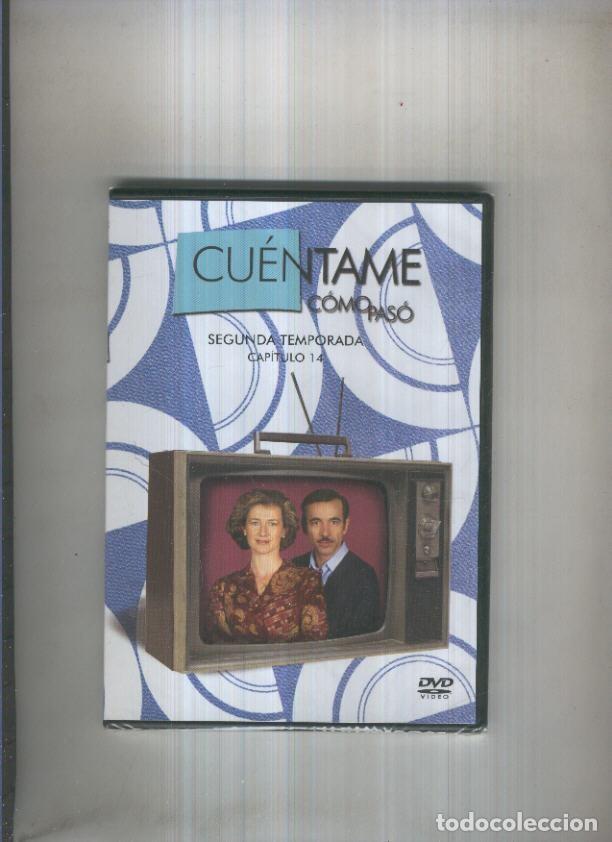 CUÉNTAME
CÓMO PASÓ
SEGUNDA TEMPORADA
CAPÍTULO 14
DVD
VIDEO
todocoleccion